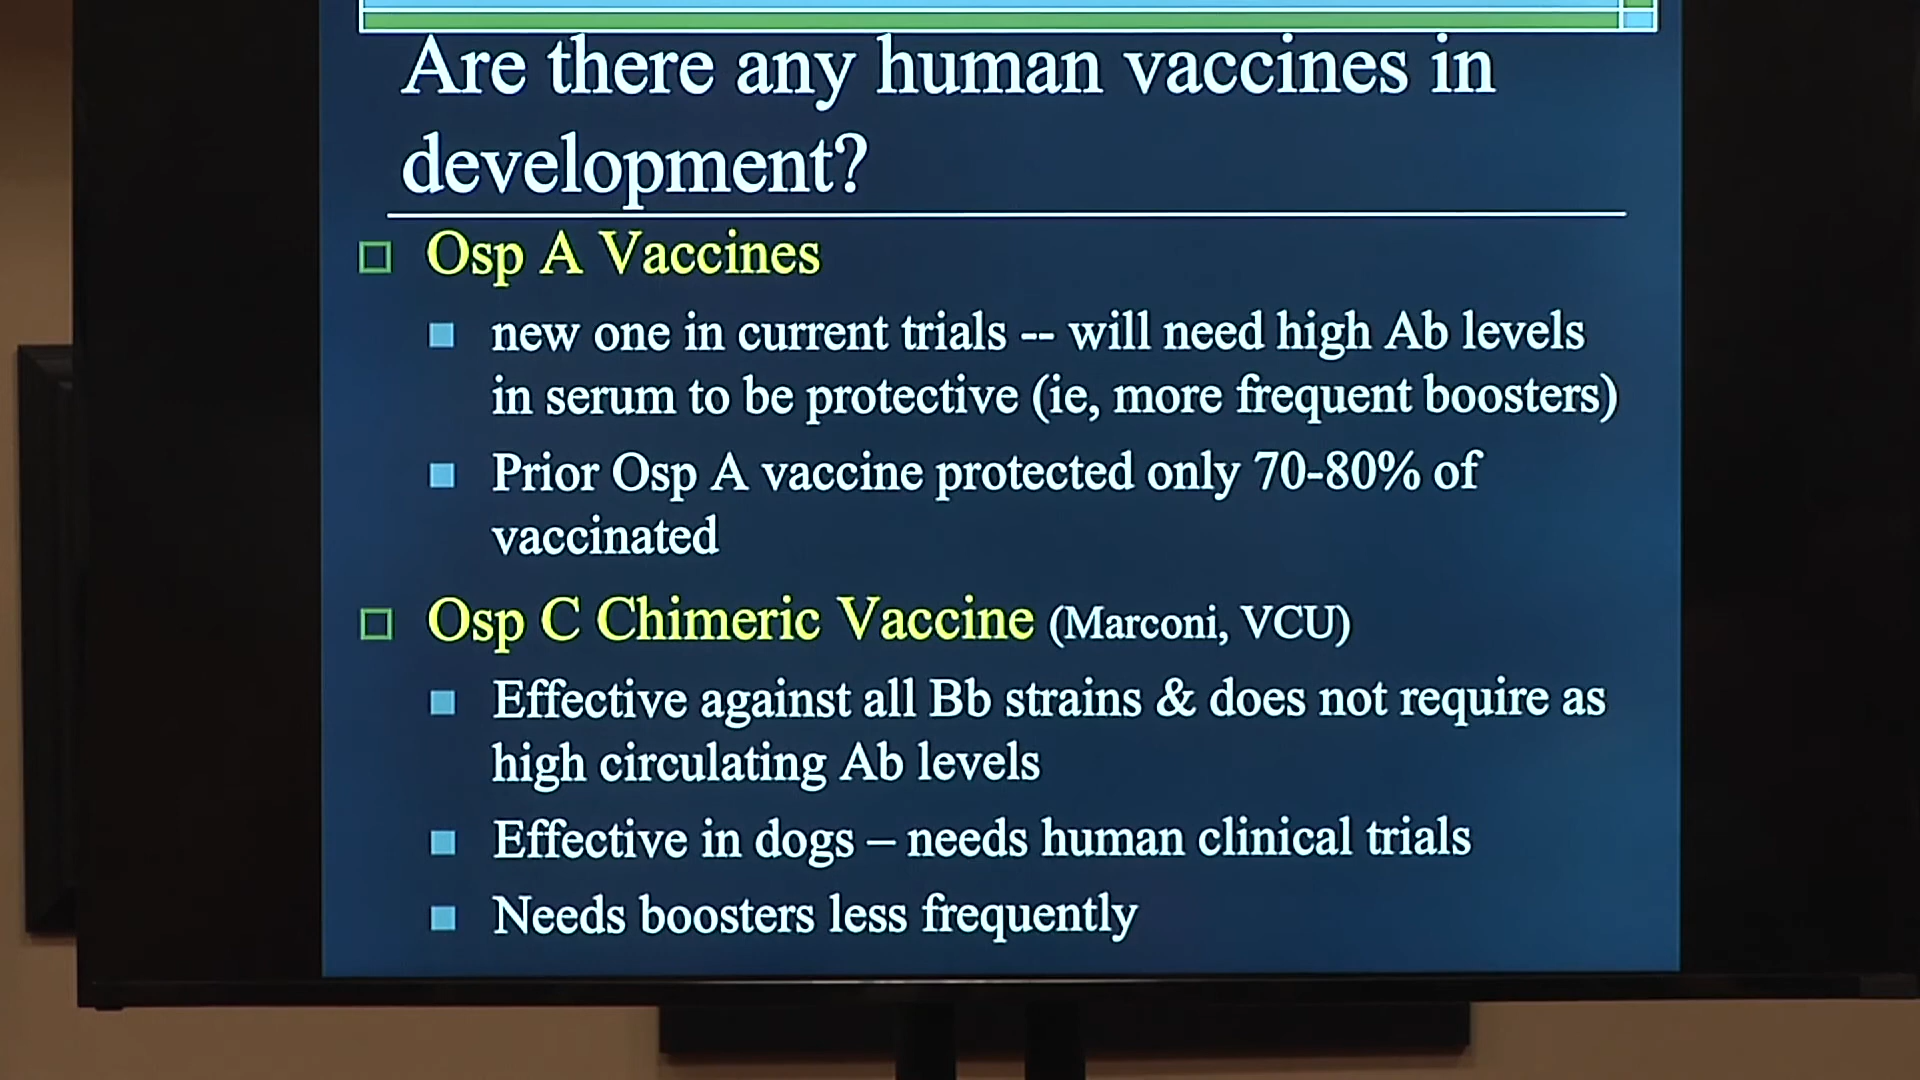 Are there any human vaccines in
development?
Osp A Vaccines
new one in current trials -- will need high Ab levels
in serum to be protective (ie, more frequent boosters)
Prior Osp A vaccine protected only 70-80% of
vaccinated
Osp C Chimeric Vaccine (Marconi, VCU)
Effective against all Bb strains & does not require as
high circulating Ab levels
Effective in dogs – needs human clinical trials
Needs boosters less frequently